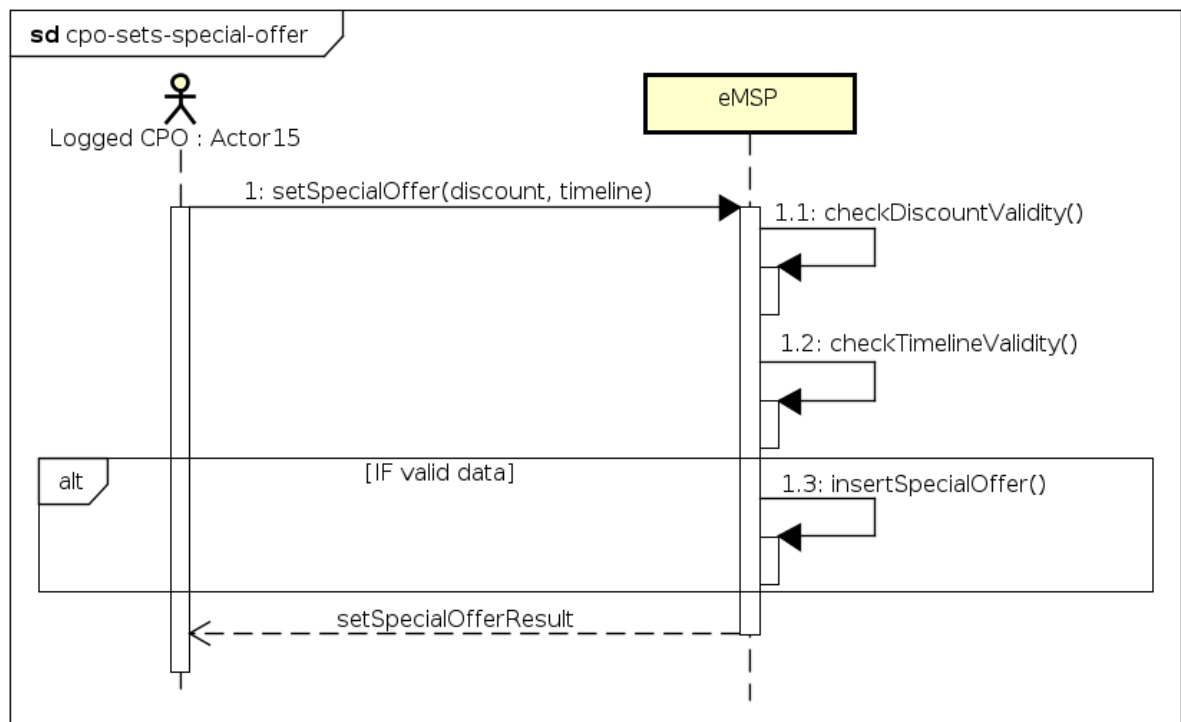 sd cpo-sets-special-offer
eMSP
Logged CPO : Actor15
1: setSpecialOffer(discount, timeline)
1.1: checkDiscountValidity()
1.2: checkTimelineValidity()
alt
[IF valid data]
1.3: insertSpecialOffer()
setSpecialOfferResult